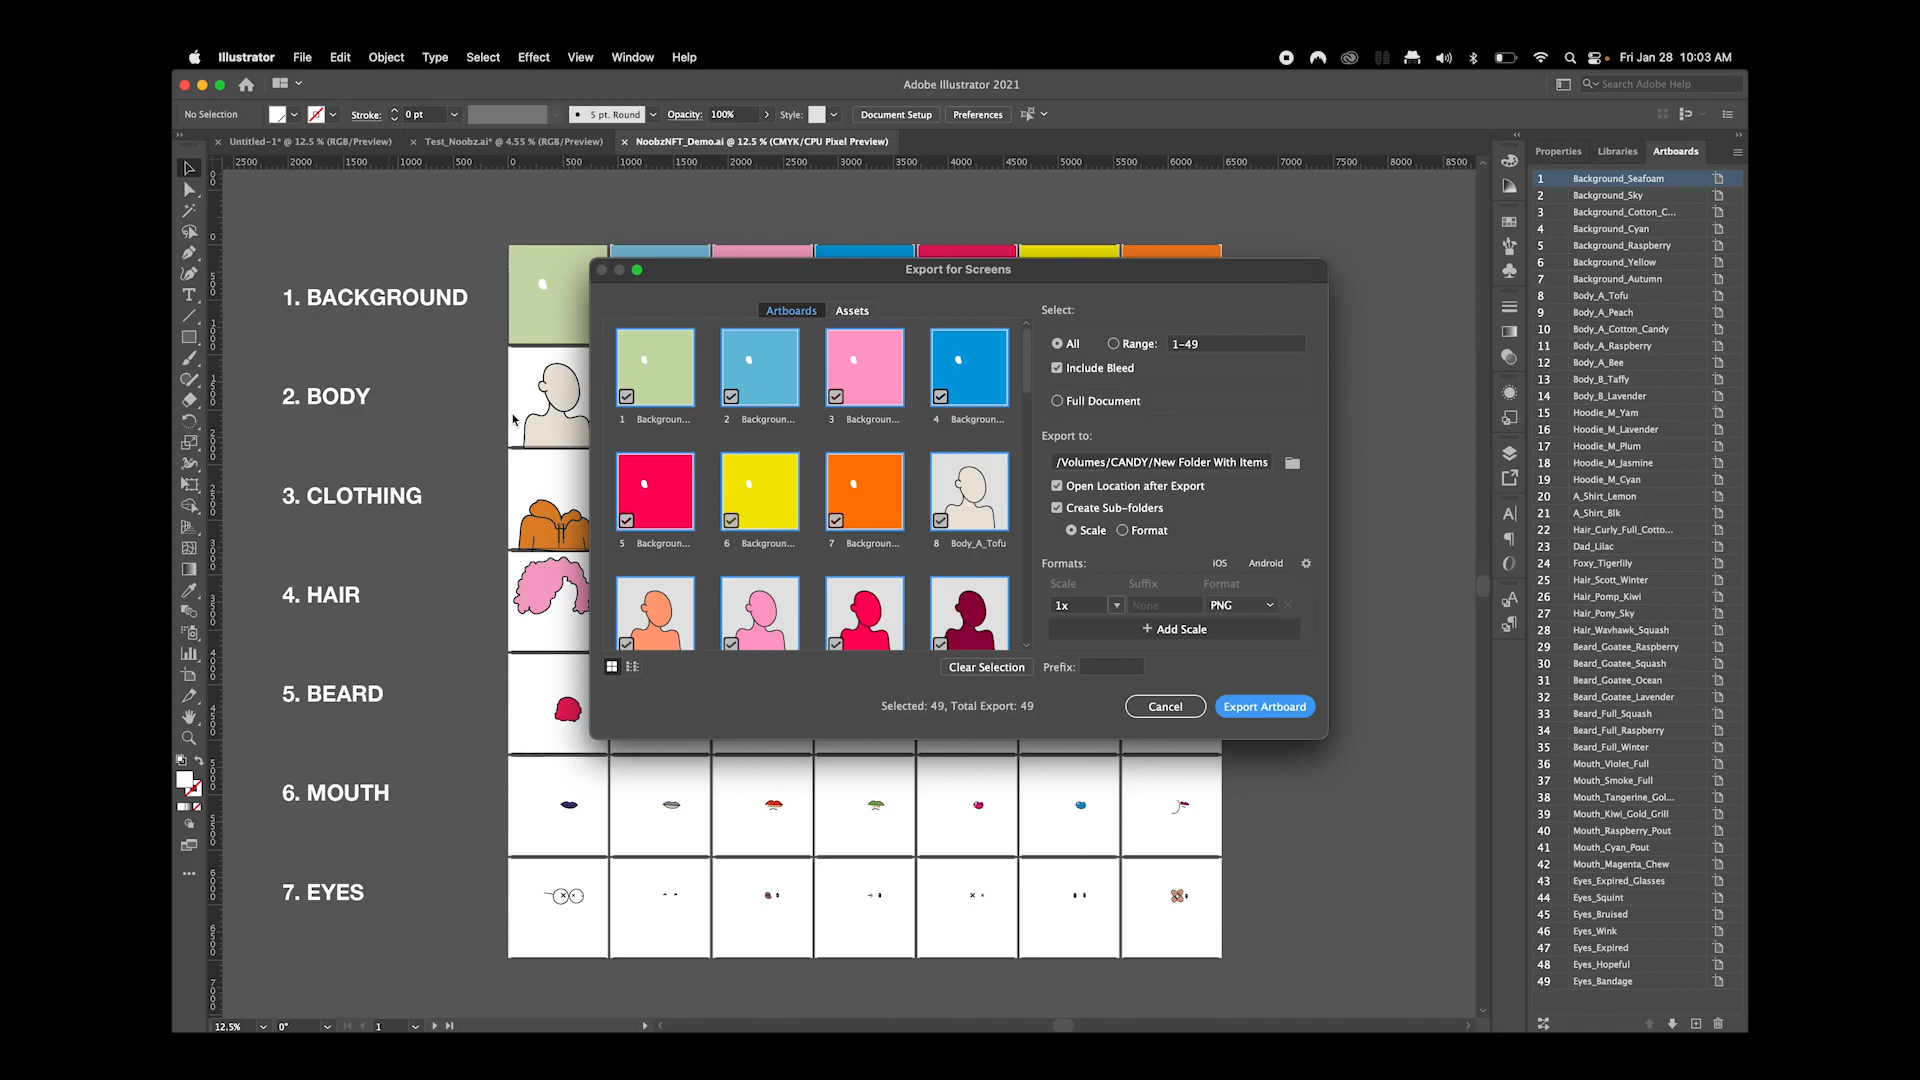 Illustrator File Edit Object Type Select Effect View Window Help
Fri Jan 28 10:03 AM
Adobe Illustrator 2021
Search Adobe Help
No Selection
Stroke: 0 pt
5 pt. Round
Opacity: 100%
Style:
Document Setup
Preferences
× Untitled-1* @ 12.5 % (RGB/Preview)
× Test_Noobz.ai* @ 4.55 % (RGB/Preview)
× NoobzNFT_Demo.ai @ 12.5 % (CMYK/CPU Pixel Preview)
2500 2000 1500 1000 500 0 500 1000 1500 2000 2500 3000 3500 4000 4500 5000 5500 6000 6500 7000 7500 8000 8500
1. BACKGROUND
2. BODY
3. CLOTHING
4. HAIR
5. BEARD
6. MOUTH
7. EYES
Export for Screens
Artboards Assets
1 Backgroun...
2 Backgroun...
3 Backgroun...
4 Backgroun...
5 Backgroun...
6 Backgroun...
7 Backgroun...
8 Body_A_Tofu
Clear Selection
Select:
All Range: 1-49
Include Bleed
Full Document
Export to:
/Volumes/CANDY/New Folder With Items
Open Location after Export
Create Sub-folders
Scale Format
Formats: iOS Android
Scale Suffix Format
1x None PNG
+ Add Scale
Prefix:
Selected: 49, Total Export: 49
Cancel
Export Artboard
Properties Libraries Artboards
1 Background_Seafoam
2 Background_Sky
3 Background_Cotton_C...
4 Background_Cyan
5 Background_Raspberry
6 Background_Yellow
7 Background_Autumn
8 Body_A_Tofu
9 Body_A_Peach
10 Body_A_Cotton_Candy
11 Body_A_Raspberry
12 Body_A_Bee
13 Body_B_Taffy
14 Body_B_Lavender
15 Hoodie_M_Yam
16 Hoodie_M_Lavender
17 Hoodie_M_Plum
18 Hoodie_M_Jasmine
19 Hoodie_M_Cyan
20 A_Shirt_Lemon
21 A_Shirt_Blk
22 Hair_Curly_Full_Cotto...
23 Dad_Lilac
24 Foxy_Tigerlily
25 Hair_Scott_Winter
26 Hair_Pomp_Kiwi
27 Hair_Pony_Sky
28 Hair_Wavhawk_Squash
29 Beard_Goatee_Raspberry
30 Beard_Goatee_Squash
31 Beard_Goatee_Ocean
32 Beard_Goatee_Lavender
33 Beard_Full_Squash
34 Beard_Full_Raspberry
35 Beard_Full_Winter
36 Mouth_Violet_Full
37 Mouth_Smoke_Full
38 Mouth_Tangerine_Gol...
39 Mouth_Kiwi_Gold_Grill
40 Mouth_Raspberry_Pout
41 Mouth_Cyan_Pout
42 Mouth_Magenta_Chew
43 Eyes_Expired_Glasses
44 Eyes_Squint
45 Eyes_Bruised
46 Eyes_Wink
47 Eyes_Expired
48 Eyes_Hopeful
49 Eyes_Bandage
12.5% 0° 1